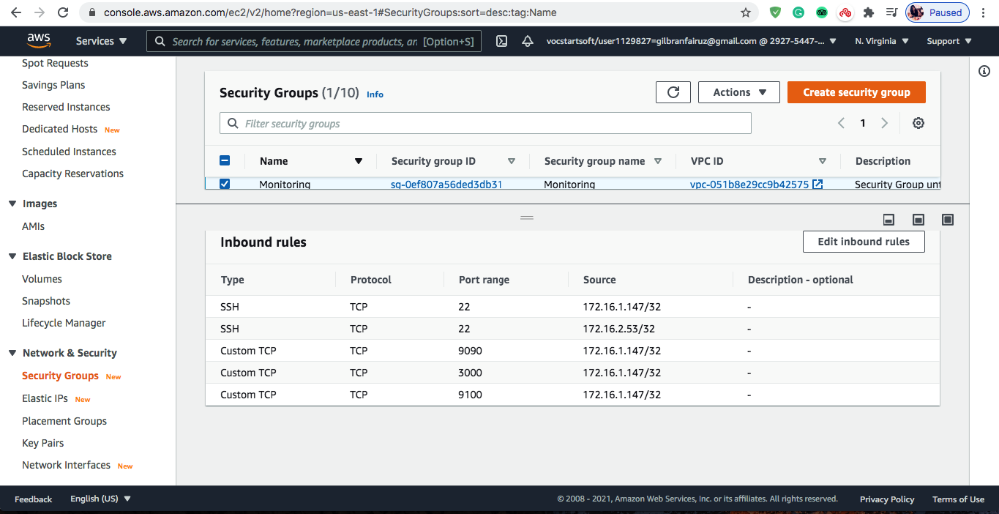 console.aws.amazon.com/ec2/v2/home?region=us-east-1#SecurityGroups:sort=desc:tag:Name Paused
aws Services Search for services, features, marketplace products, an [Option+S] vocstartsoft/user1129827=gilbranfairuz@gmail.com @ 2927-5447-... N. Virginia Support
Spot Requests
Savings Plans
Reserved Instances
Dedicated Hosts New
Scheduled Instances
Capacity Reservations
Images
AMIs
Elastic Block Store
Volumes
Snapshots
Lifecycle Manager
Network & Security
Security Groups New
Elastic IPs New
Placement Groups
Key Pairs
Network Interfaces New
Security Groups (1/10) Info Actions Create security group
Filter security groups 1
Name Security group ID Security group name VPC ID Description
Monitoring sg-0ef807a56ded3db31 Monitoring vpc-051b8e29cc9b42575 Security Group unt
Inbound rules Edit inbound rules
Type Protocol Port range Source Description - optional
SSH TCP 22 172.16.1.147/32 -
SSH TCP 22 172.16.2.53/32 -
Custom TCP TCP 9090 172.16.1.147/32 -
Custom TCP TCP 3000 172.16.1.147/32 -
Custom TCP TCP 9100 172.16.1.147/32 -
Feedback English (US) © 2008 - 2021, Amazon Web Services, Inc. or its affiliates. All rights reserved. Privacy Policy Terms of Use